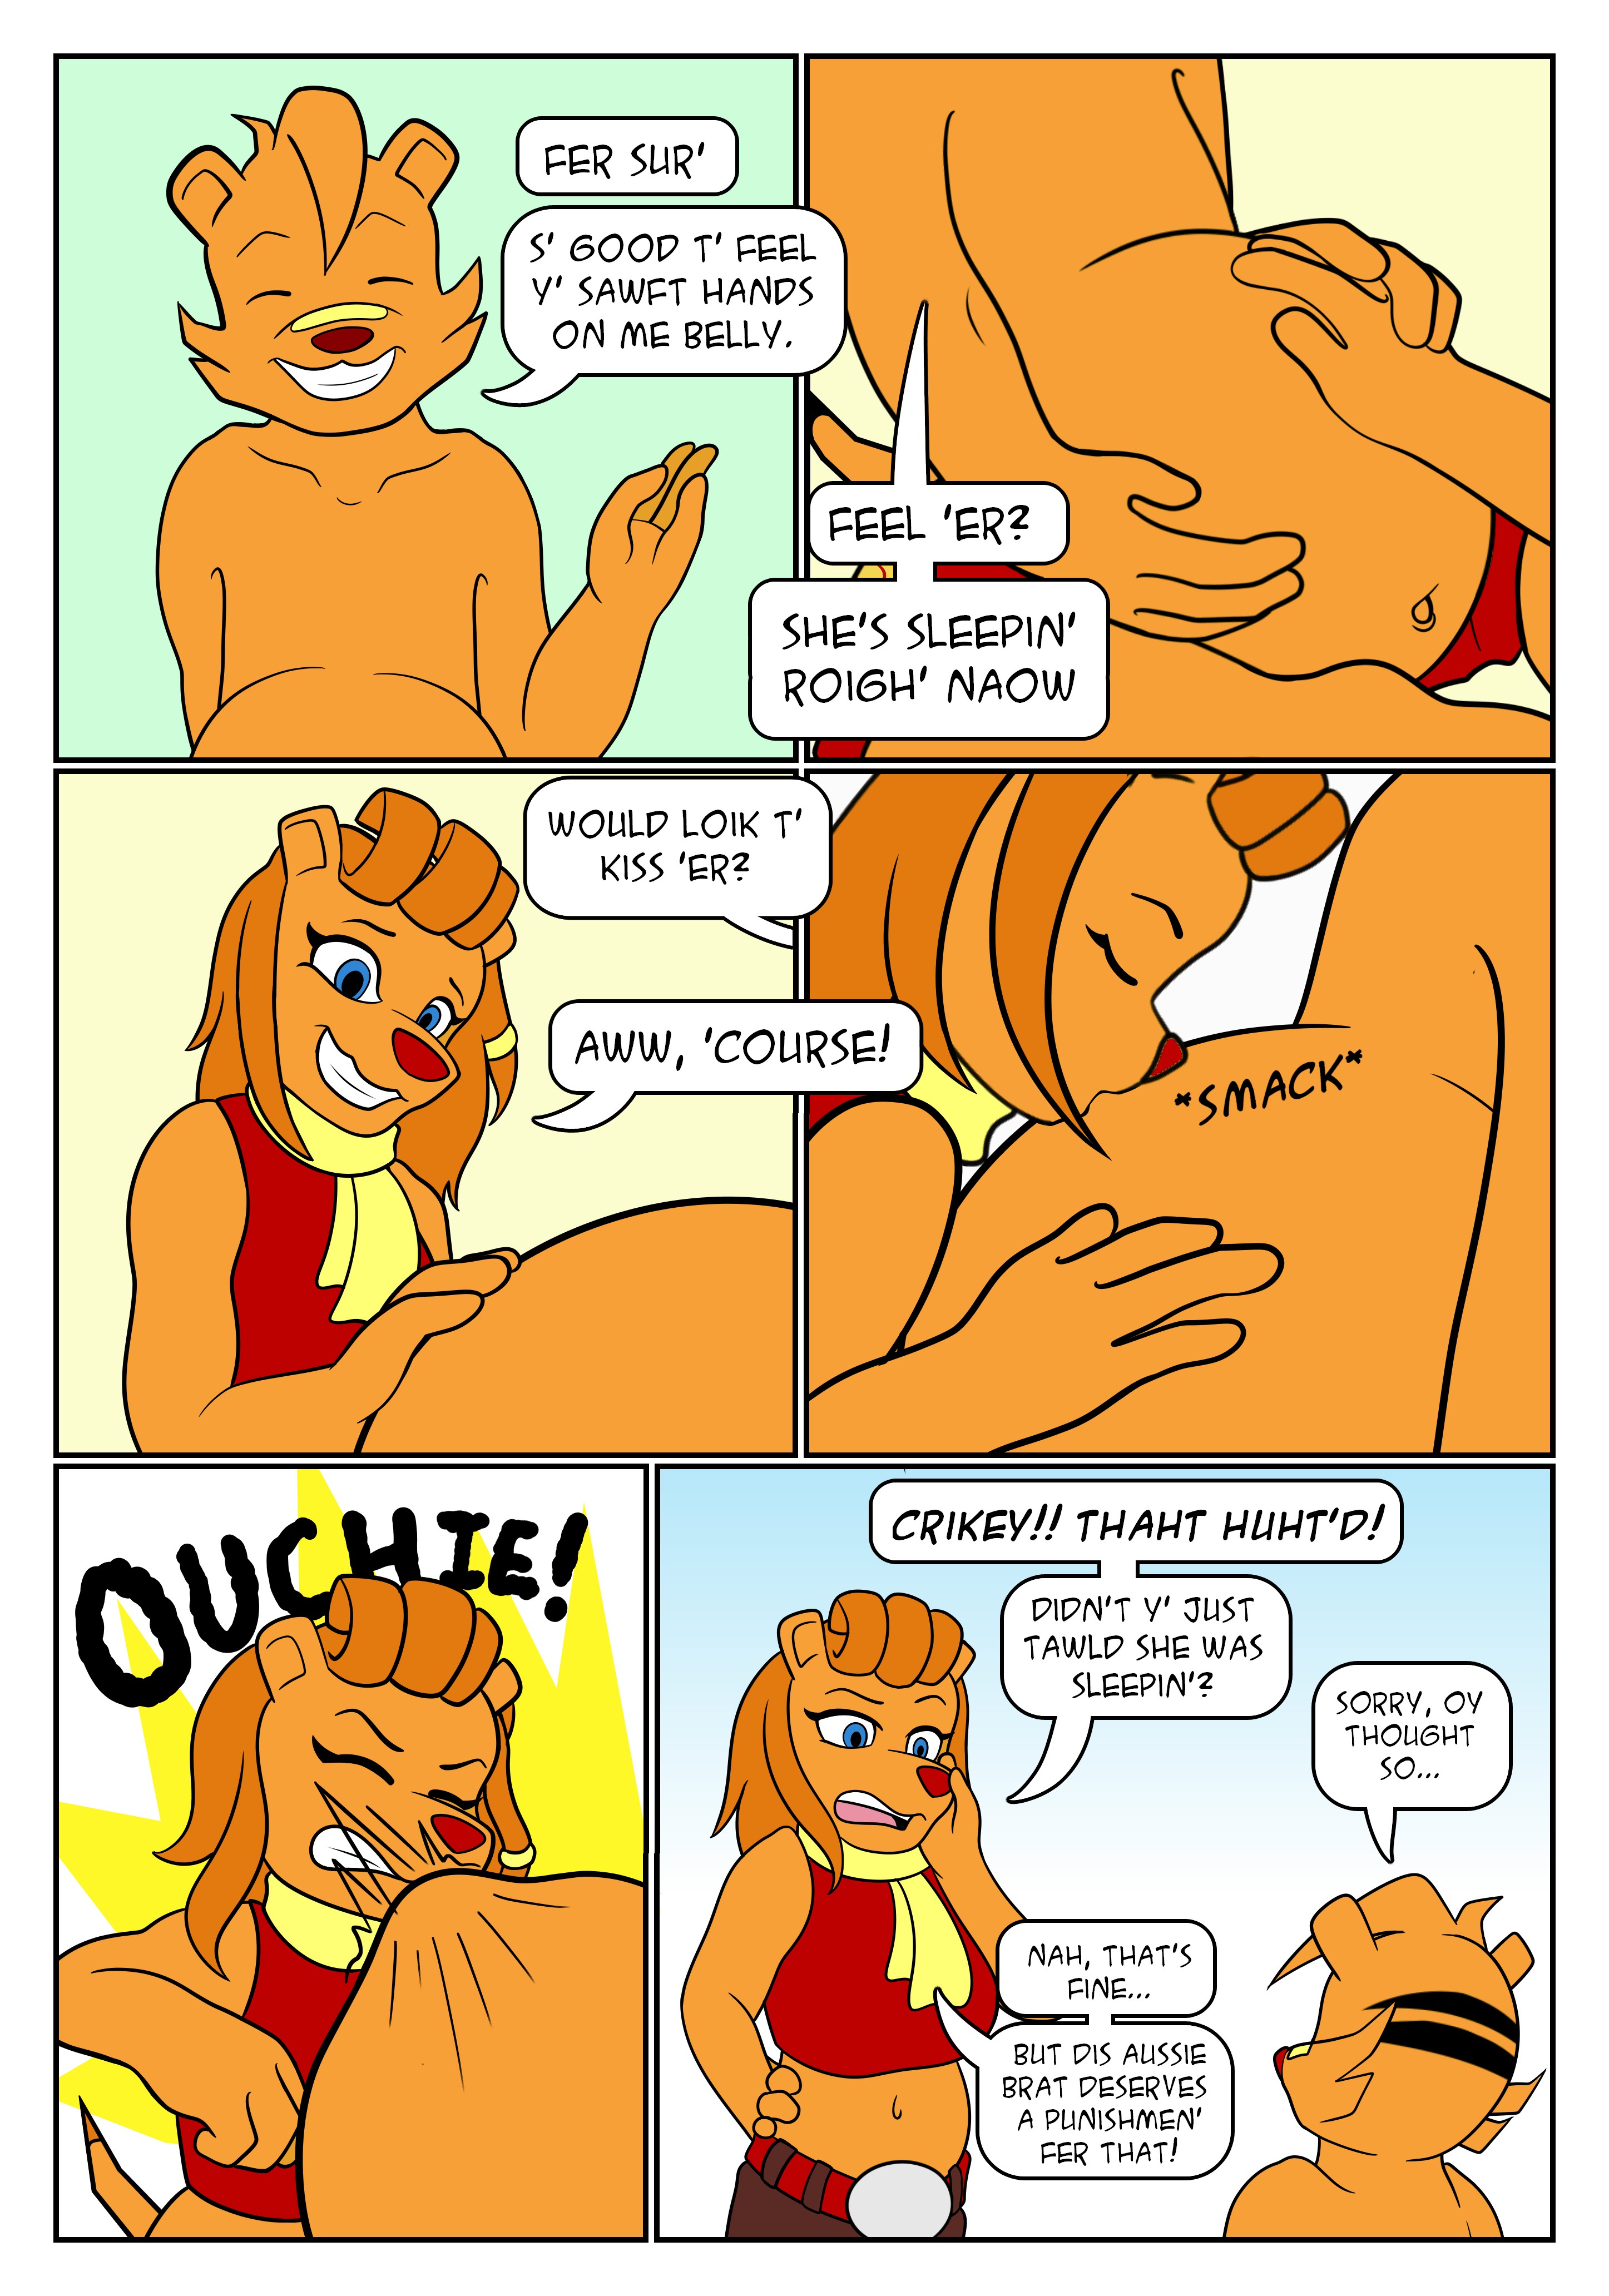 FER SUR'
S' GOOD T' FEEL
Y' SAWFT HANDS
ON ME BELLY.
FEEL 'ER?
SHE'S SLEEPIN'
ROIGH' NAOW
WOULD LOIK T'
KISS 'ER?
AWW, 'COURSE!
*SMACK*
OUCHIE!
CRIKEY!! THAHT HUHT'D!
DIDN'T Y' JUST
TAWLD SHE WAS
SLEEPIN'?
SORRY, OY
THOUGHT
SO...
NAH, THAT'S
FINE...
BUT DIS AUSSIE
BRAT DESERVES
A PUNISHMEN'
FER THAT!